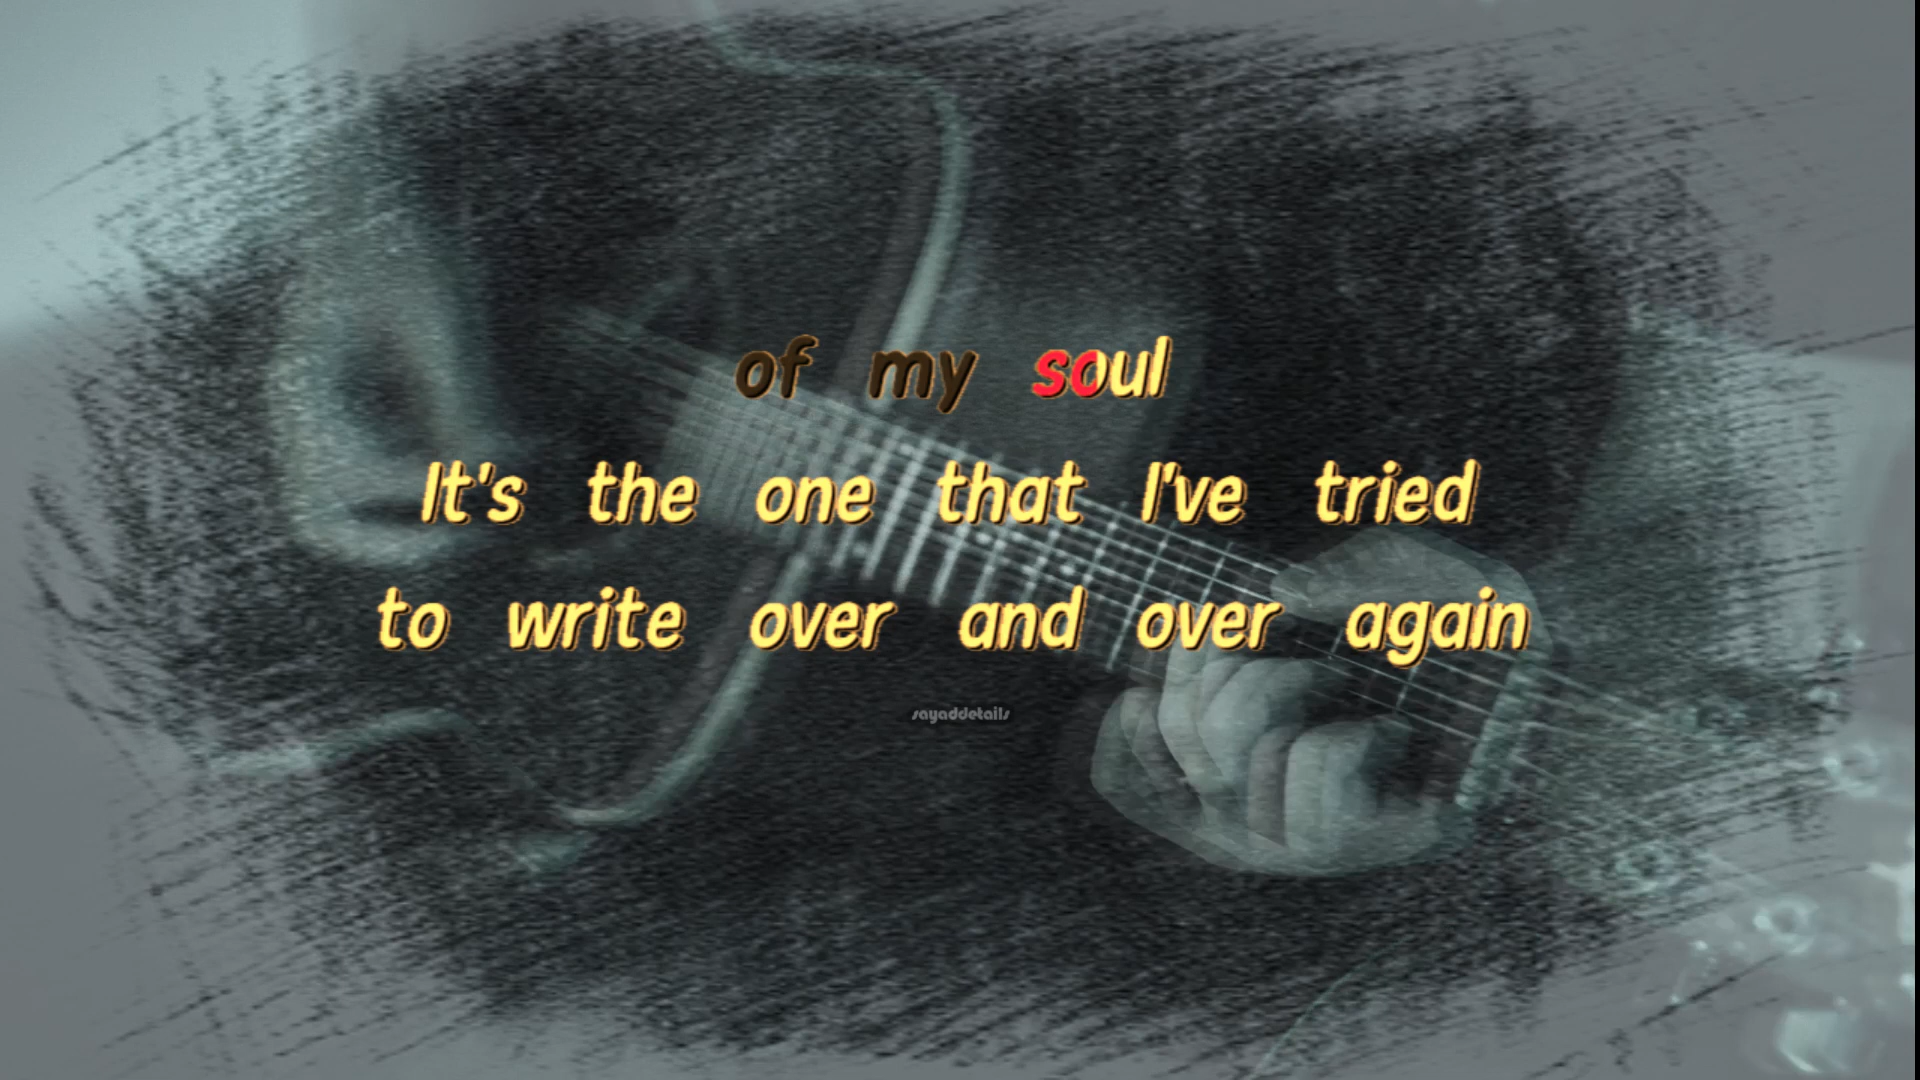 of my soul
It's the one that I've tried
to write over and over again
sayaddetails